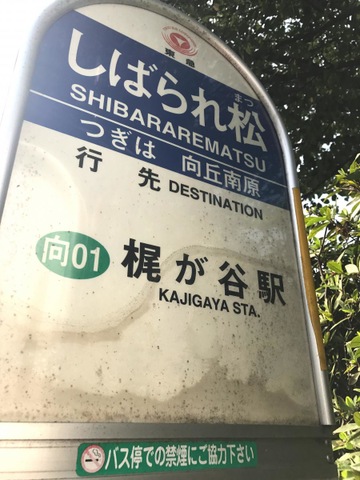 東急
まつ
しばられ松
SHIBARAREMATSU
つぎは 向丘南原
行先 DESTINATION
向01 梶が谷駅
KAJIGAYA STA.
バス停での禁煙にご協力下さい